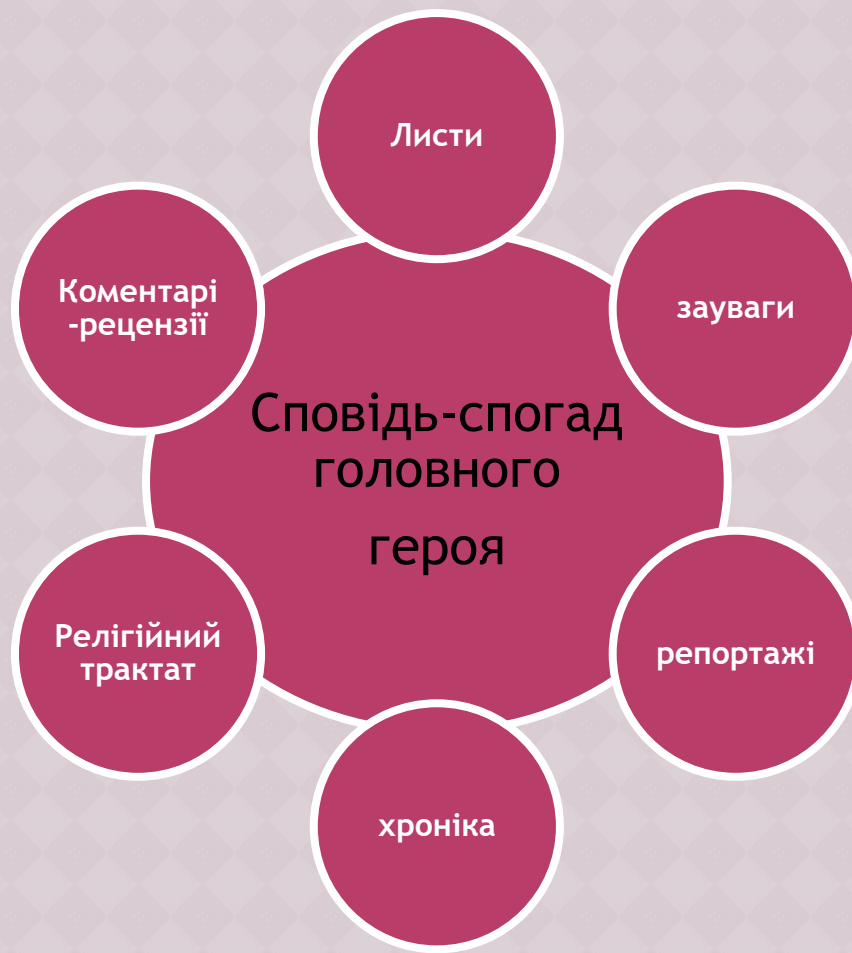 Листи
Коментарі
-рецензії
зауваги
Сповідь-спогад
головного
героя
Релігійний
трактат
репортажі
хроніка